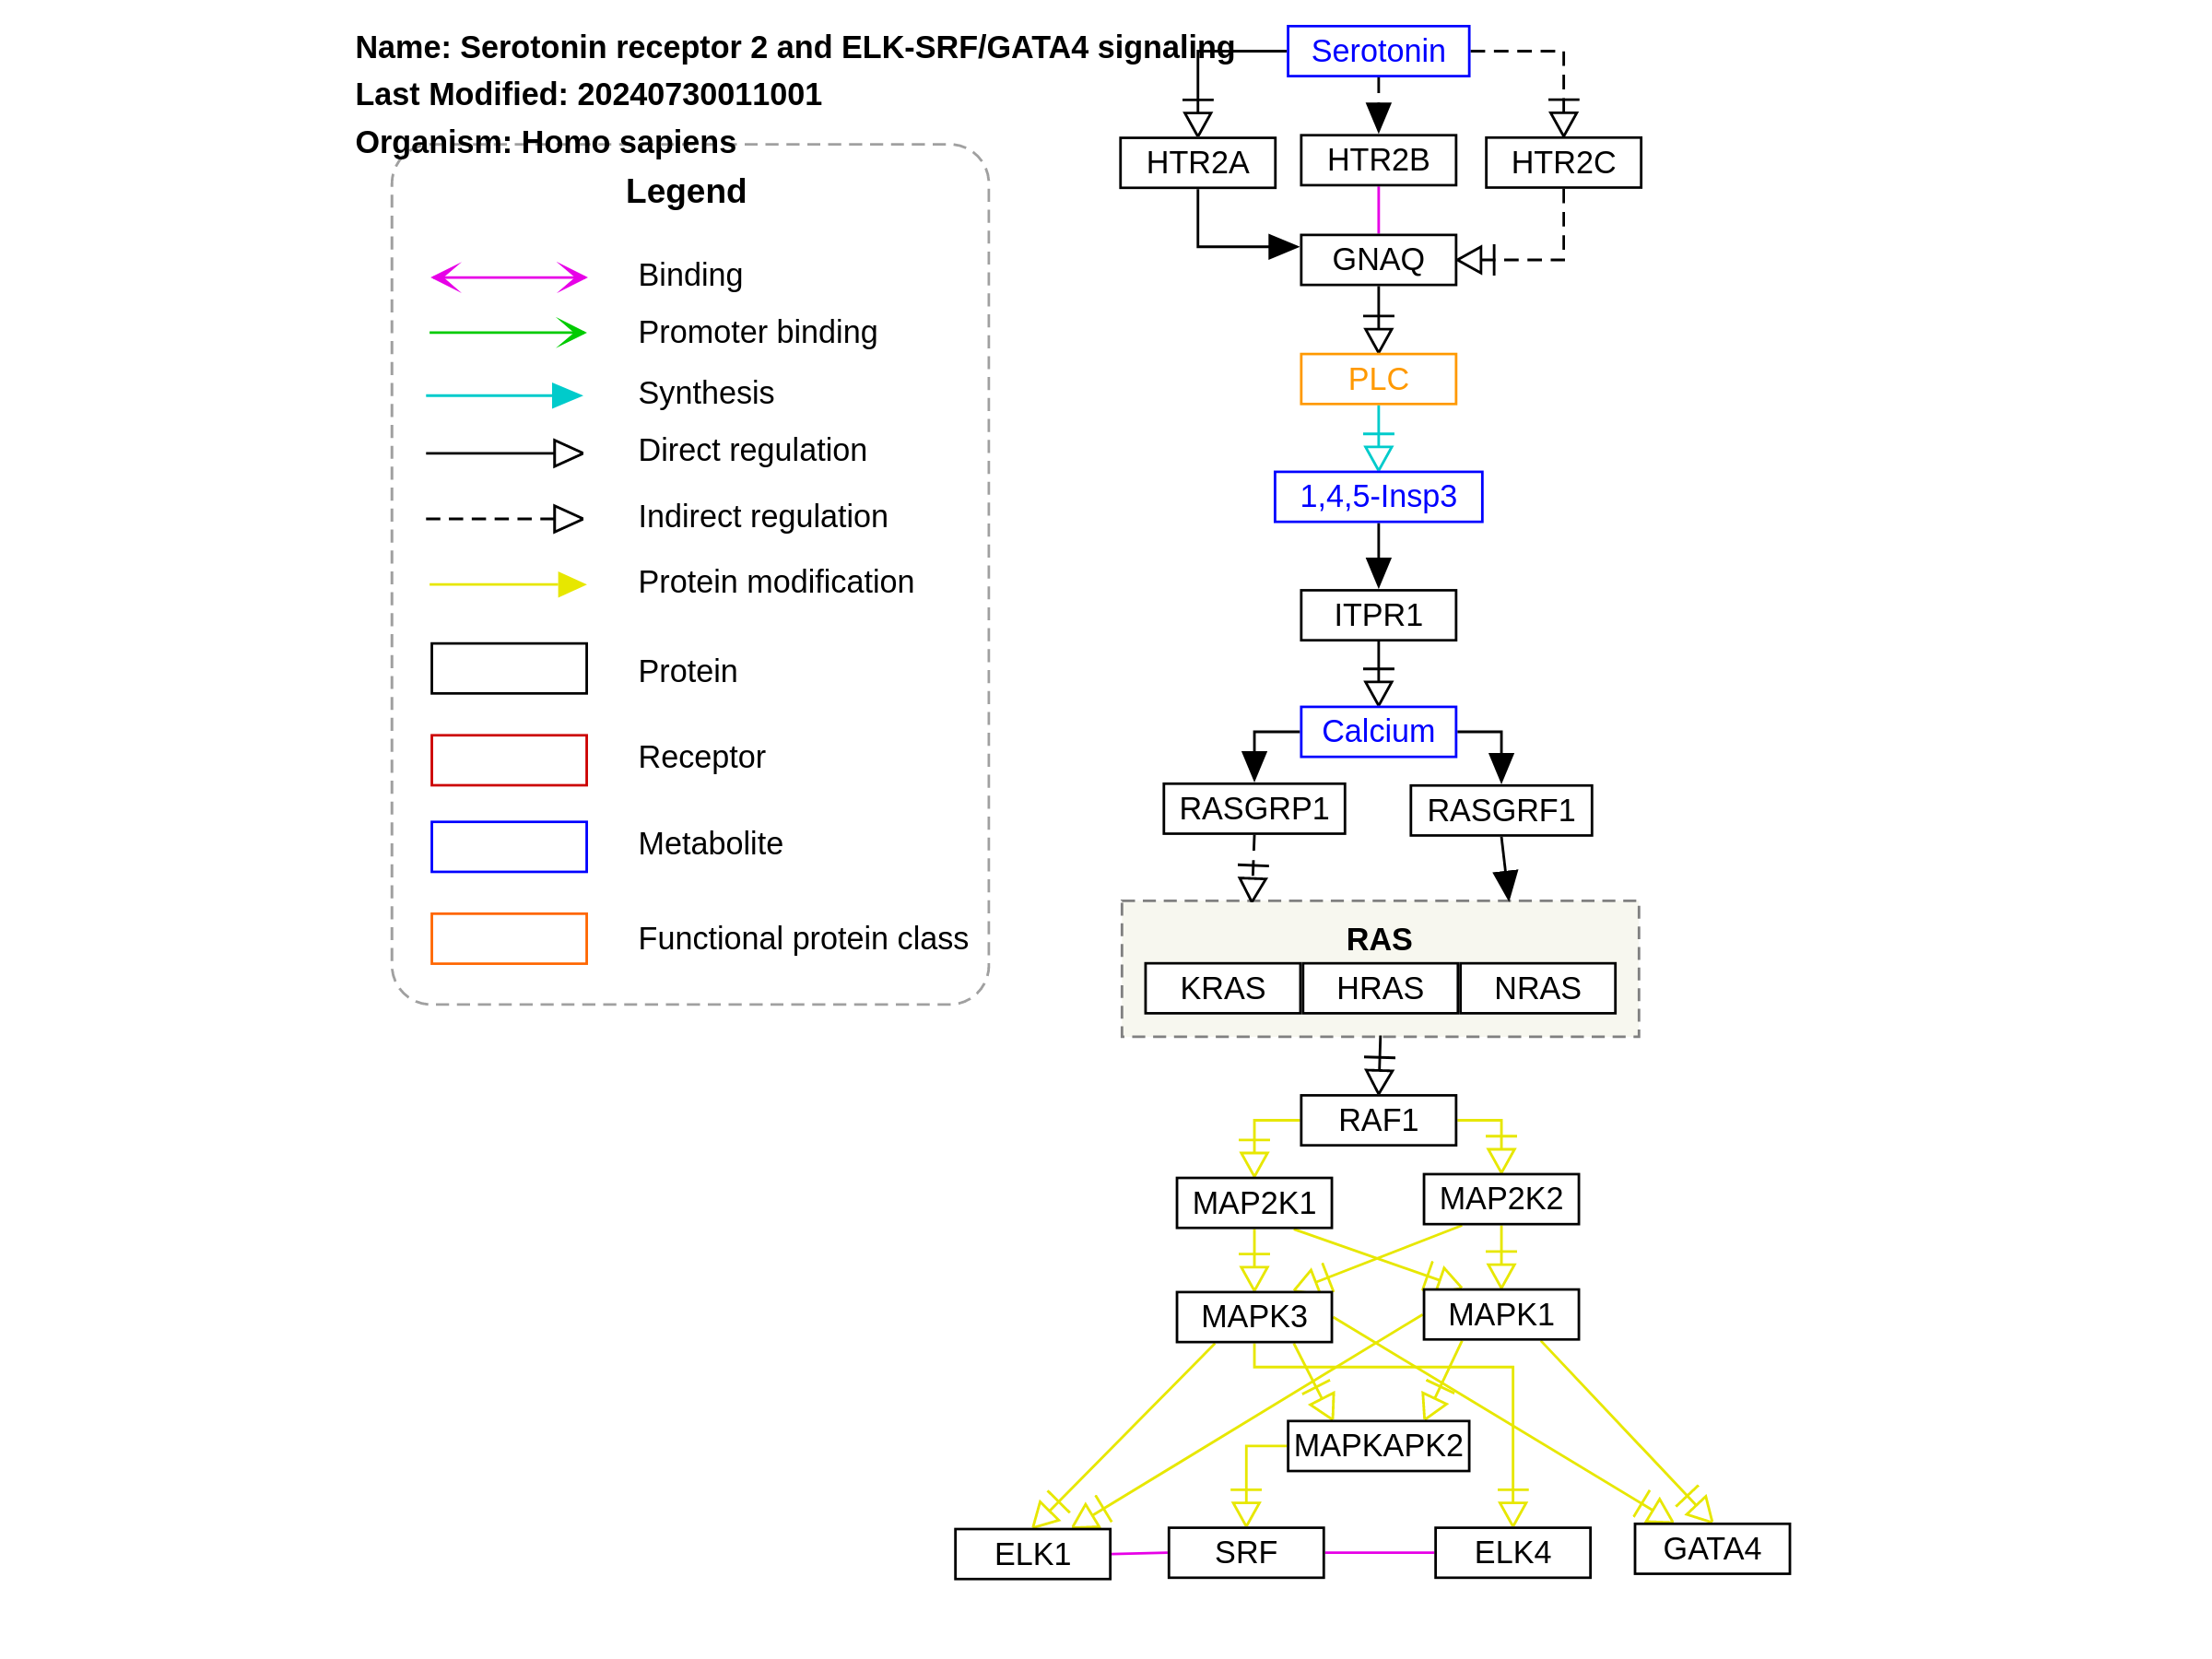 Name: Serotonin receptor 2 and ELK-SRF/GATA4 signaling
Last Modified: 20240730011001
Organism: Homo sapiens
Legend
Binding
Promoter binding
Synthesis
Direct regulation
Indirect regulation
Protein modification
Protein
Receptor
Metabolite
Functional protein class
Serotonin
HTR2A
HTR2B
HTR2C
GNAQ
PLC
1,4,5-Insp3
ITPR1
Calcium
RASGRP1
RASGRF1
RAS
KRAS
HRAS
NRAS
RAF1
MAP2K1
MAP2K2
MAPK3
MAPK1
MAPKAPK2
ELK1
SRF
ELK4
GATA4